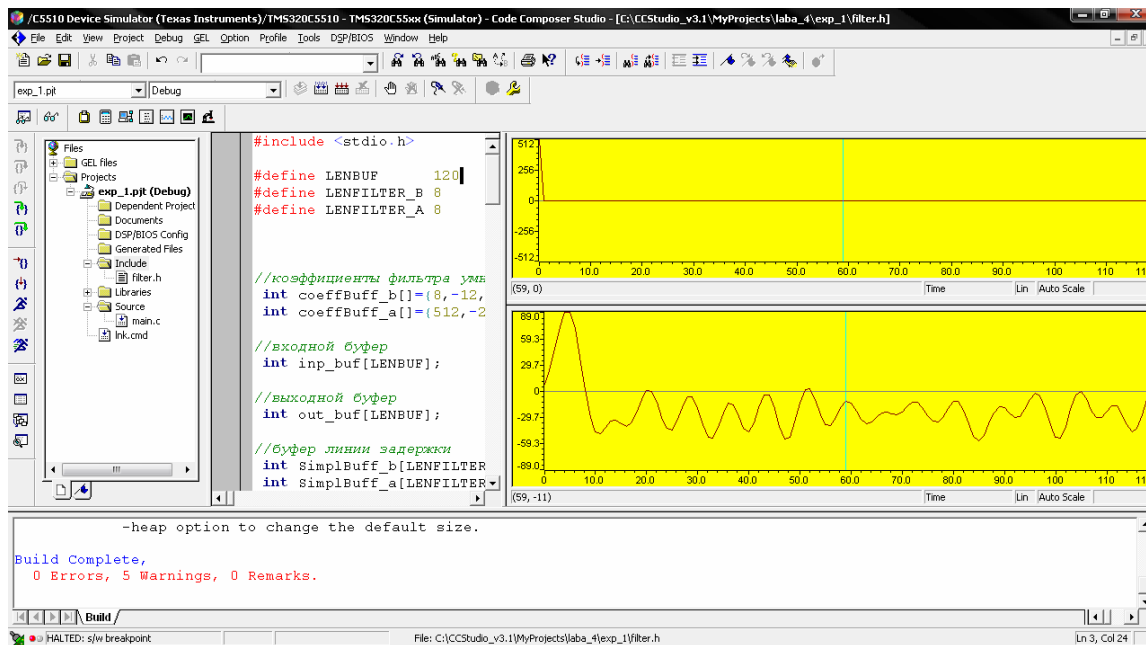 /C5510 Device Simulator (Texas Instruments)/TMS320C5510 - TMS320C55xx (Simulator) - Code Composer Studio - [C:\CCStudio_v3.1\MyProjects\laba_4\exp_1\filter.h]
File Edit View Project Debug GEL Option Profile Tools DSP/BIOS Window Help
exp_1.pjt Debug
Files
GEL files
Projects
exp_1.pjt (Debug)
Dependent Project
Documents
DSP/BIOS Config
Generated Files
Include
filter.h
Libraries
Source
main.c
lnk.cmd
#include <stdio.h>
#define LENBUF 120
#define LENFILTER_B 8
#define LENFILTER_A 8
//коэффициенты фильтра умн
int coeffBuff_b[]={8,-12,
int coeffBuff_a[]={512,-2
//входной буфер
int inp_buf[LENBUF];
//выходной буфер
int out_buf[LENBUF];
//буфер линии задержки
int SimplBuff_b[LENFILTER
int SimplBuff_a[LENFILTER
512
256
0
-256
-512
0 10.0 20.0 30.0 40.0 50.0 60.0 70.0 80.0 90.0 100 110
(59, 0) Time Lin Auto Scale
89.0
59.3
29.7
0
-29.7
-59.3
-89.0
0 10.0 20.0 30.0 40.0 50.0 60.0 70.0 80.0 90.0 100 11
(59, -11) Time Lin Auto Scale
-heap option to change the default size.
Build Complete,
0 Errors, 5 Warnings, 0 Remarks.
Build
HALTED: s/w breakpoint File: C:\CCStudio_v3.1\MyProjects\laba_4\exp_1\filter.h Ln 3, Col 24